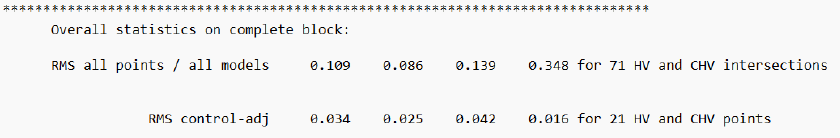 ********************************************************************************
Overall statistics on complete block:
RMS all points / all models 0.109 0.086 0.139 0.348 for 71 HV and CHV intersections
RMS control-adj 0.034 0.025 0.042 0.016 for 21 HV and CHV points